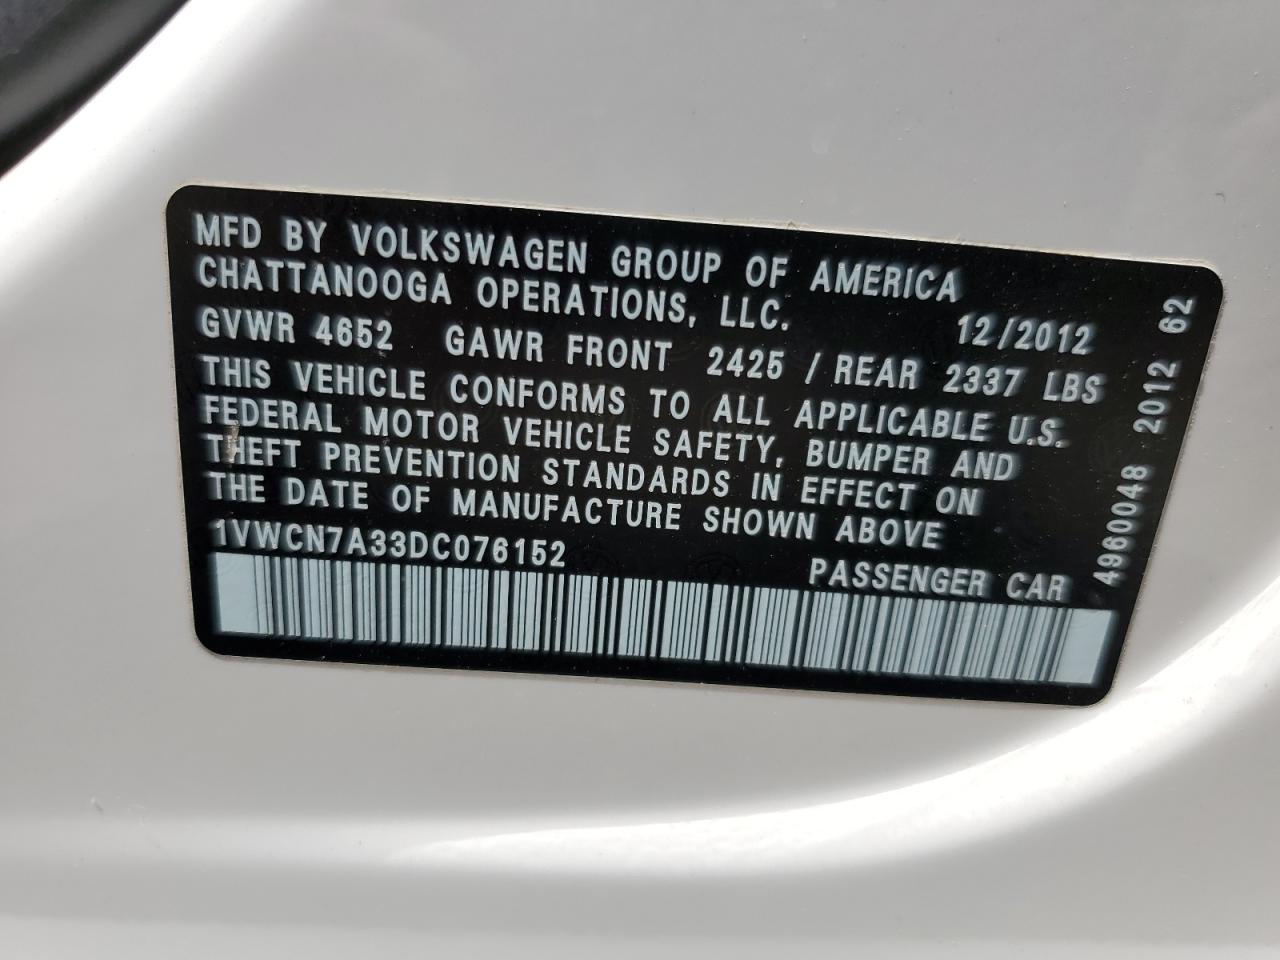 MFD BY VOLKSWAGEN GROUP OF AMERICA
CHATTANOOGA OPERATIONS, LLC. 12/2012
GVWR 4652 GAWR FRONT 2425 / REAR 2337 LBS
THIS VEHICLE CONFORMS TO ALL APPLICABLE U.S.
FEDERAL MOTOR VEHICLE SAFETY, BUMPER AND
THEFT PREVENTION STANDARDS IN EFFECT ON
THE DATE OF MANUFACTURE SHOWN ABOVE
1VWCN7A33DC076152 PASSENGER CAR
4960048 2012 62